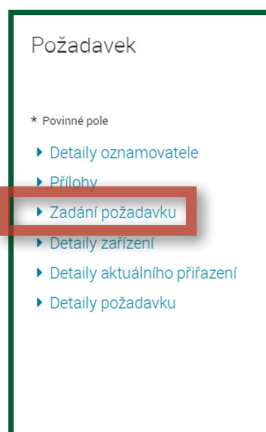 Požadavek
* Povinné pole
Detaily oznamovatele
Přílohy
Zadání požadavku
Detaily zařízení
Detaily aktuálního přiřazení
Detaily požadavku